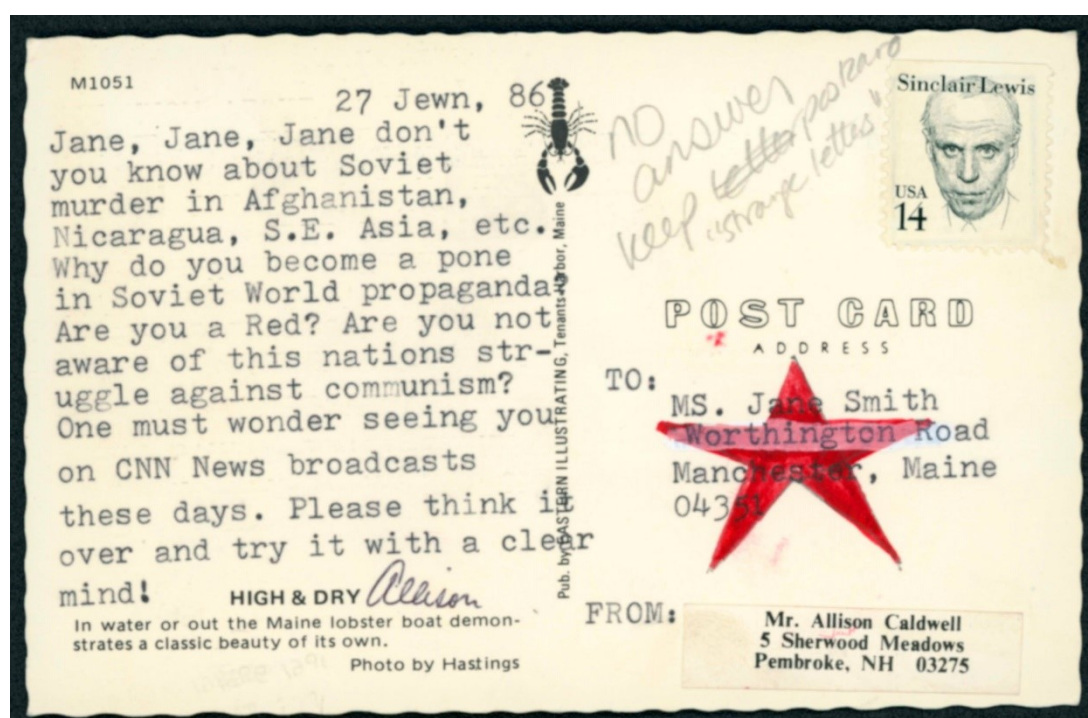 M1051
27 Jewn, 86
Jane, Jane, Jane don't
you know about Soviet
murder in Afghanistan,
Nicaragua, S.E. Asia, etc.
Why do you become a pone
in Soviet World propaganda?
Are you a Red? Are you not
aware of this nations str-
uggle against communism?
One must wonder seeing you
on CNN News broadcasts
these days. Please think it
over and try it with a clear
mind!
Allison
HIGH & DRY
In water or out the Maine lobster boat demon-
strates a classic beauty of its own.
Photo by Hastings
Pub. by EASTERN ILLUSTRATING, Tenants Harbor, Maine
no
answer
keep letter postcard
"strange letters"
Sinclair Lewis
USA
14
POST CARD
ADDRESS
TO:
MS. Jane Smith
Worthington Road
Manchester, Maine
04351
FROM:
Mr. Allison Caldwell
5 Sherwood Meadows
Pembroke, NH 03275